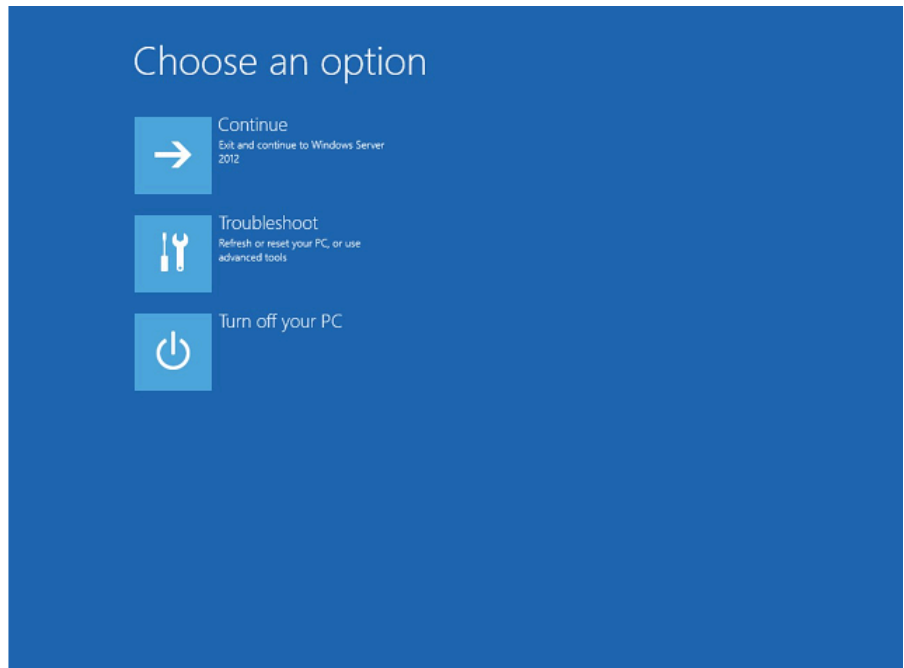 Choose an option
Continue
Exit and continue to Windows Server
2012
Troubleshoot
Refresh or reset your PC, or use
advanced tools
Turn off your PC